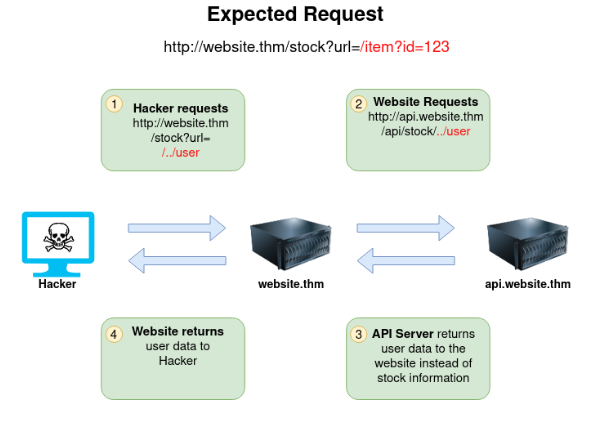 Expected Request
http://website.thm/stock?url=/item?id=123
1
Hacker requests
http://website.thm
/stock?url=
/../user
2
Website Requests
http://api.website.thm
/api/stock/../user
Hacker
website.thm
api.website.thm
4
Website returns
user data to
Hacker
3
API Server returns
user data to the
website instead of
stock information